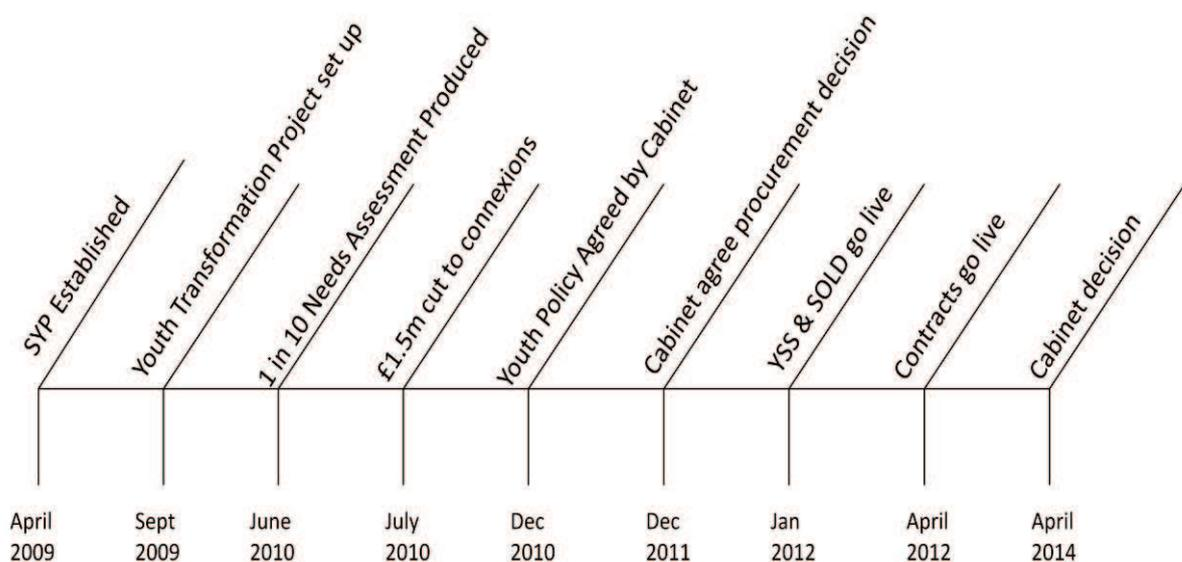 SYP Established
Youth Transformation Project set up
1 in 10 Needs Assessment Produced
£1.5m cut to connexions
Youth Policy Agreed by Cabinet
Cabinet agree procurement decision
YSS & SOLD go live
Contracts go live
Cabinet decision
April
2009
Sept
2009
June
2010
July
2010
Dec
2010
Dec
2011
Jan
2012
April
2012
April
2014